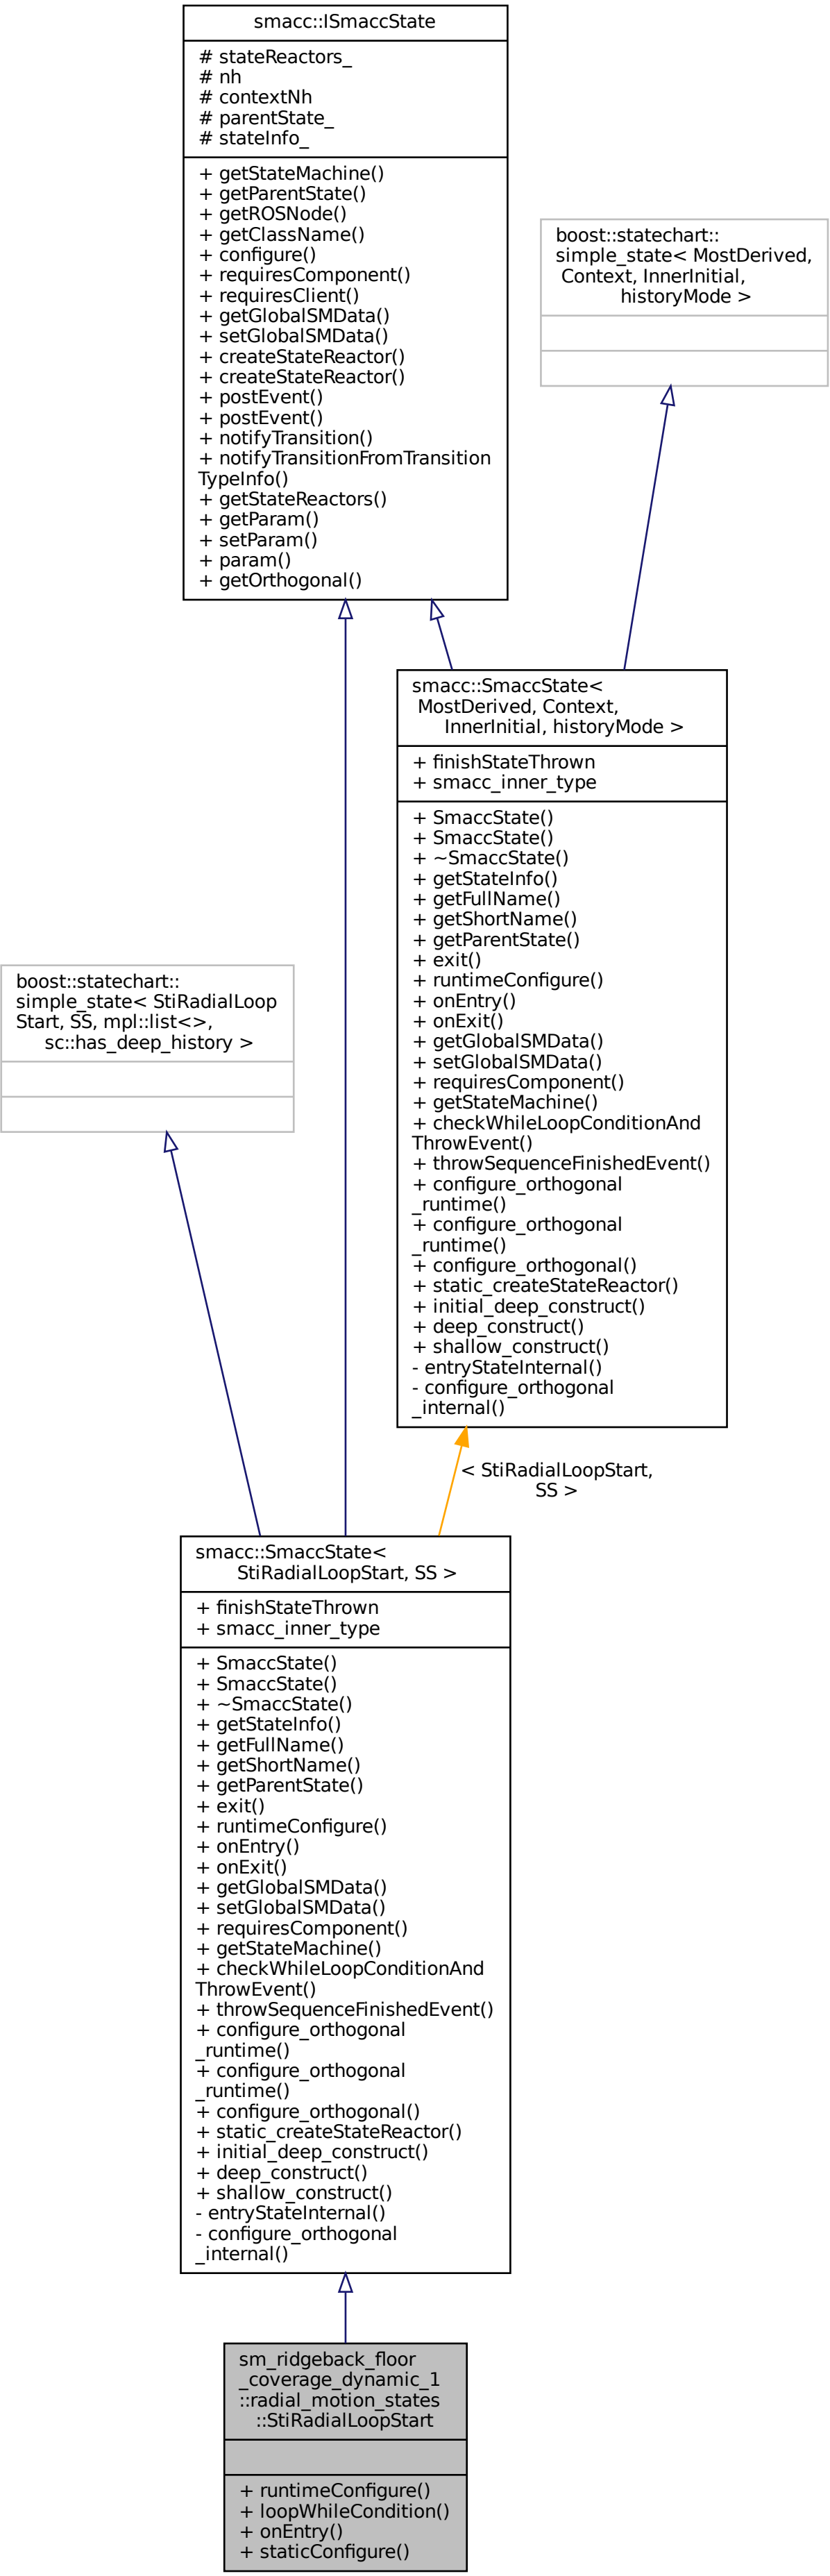 smacc::ISmaccState
# stateReactors_
# nh
# contextNh
# parentState_
# stateInfo_
+ getStateMachine()
+ getParentState()
+ getROSNode()
+ getClassName()
+ configure()
+ requiresComponent()
+ requiresClient()
+ getGlobalSMData()
+ setGlobalSMData()
+ createStateReactor()
+ createStateReactor()
+ postEvent()
+ postEvent()
+ notifyTransition()
+ notifyTransitionFromTransition
TypeInfo()
+ getStateReactors()
+ getParam()
+ setParam()
+ param()
+ getOrthogonal()
boost::statechart::
simple_state< MostDerived,
Context, InnerInitial,
historyMode >
smacc::SmaccState<
MostDerived, Context,
InnerInitial, historyMode >
+ finishStateThrown
+ smacc_inner_type
+ SmaccState()
+ SmaccState()
+ ~SmaccState()
+ getStateInfo()
+ getFullName()
+ getShortName()
+ getParentState()
+ exit()
+ runtimeConfigure()
+ onEntry()
+ onExit()
+ getGlobalSMData()
+ setGlobalSMData()
+ requiresComponent()
+ getStateMachine()
+ checkWhileLoopConditionAnd
ThrowEvent()
+ throwSequenceFinishedEvent()
+ configure_orthogonal
_runtime()
+ configure_orthogonal
_runtime()
+ configure_orthogonal()
+ static_createStateReactor()
+ initial_deep_construct()
+ deep_construct()
+ shallow_construct()
- entryStateInternal()
- configure_orthogonal
_internal()
boost::statechart::
simple_state< StiRadialLoop
Start, SS, mpl::list<>,
sc::has_deep_history >
< StiRadialLoopStart,
SS >
smacc::SmaccState<
StiRadialLoopStart, SS >
+ finishStateThrown
+ smacc_inner_type
+ SmaccState()
+ SmaccState()
+ ~SmaccState()
+ getStateInfo()
+ getFullName()
+ getShortName()
+ getParentState()
+ exit()
+ runtimeConfigure()
+ onEntry()
+ onExit()
+ getGlobalSMData()
+ setGlobalSMData()
+ requiresComponent()
+ getStateMachine()
+ checkWhileLoopConditionAnd
ThrowEvent()
+ throwSequenceFinishedEvent()
+ configure_orthogonal
_runtime()
+ configure_orthogonal
_runtime()
+ configure_orthogonal()
+ static_createStateReactor()
+ initial_deep_construct()
+ deep_construct()
+ shallow_construct()
- entryStateInternal()
- configure_orthogonal
_internal()
sm_ridgeback_floor
_coverage_dynamic_1
::radial_motion_states
::StiRadialLoopStart
+ runtimeConfigure()
+ loopWhileCondition()
+ onEntry()
+ staticConfigure()